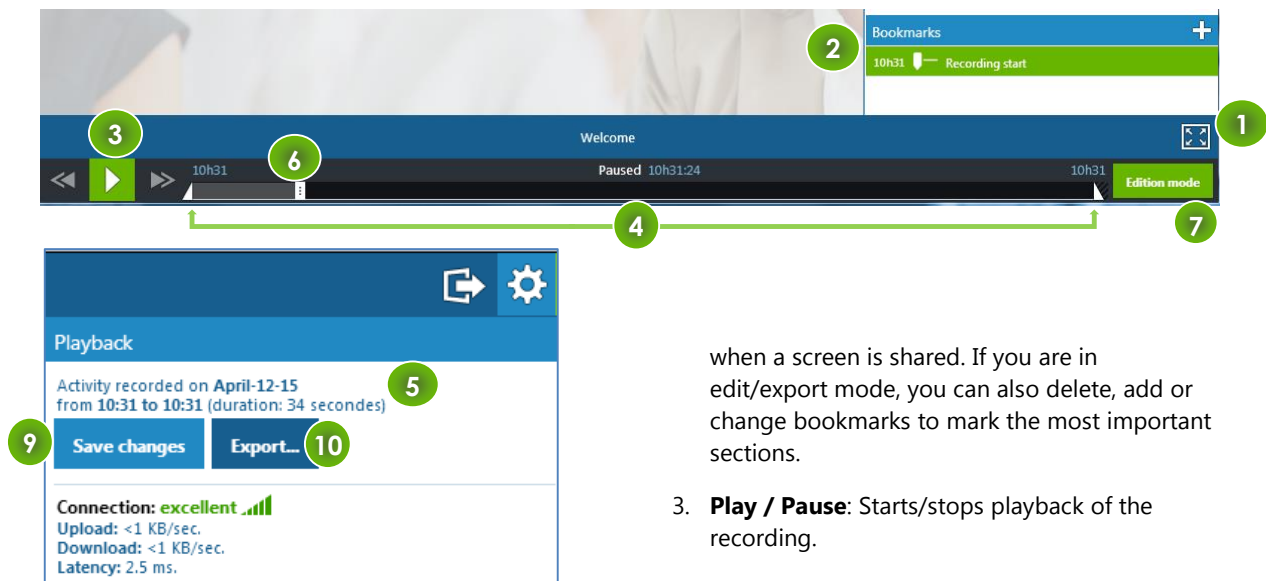 2
Bookmarks
10h31 Recording start
1
3
Welcome
6
10h31
Paused 10h31:24
10h31
Edition mode
4
7
Playback
Activity recorded on April-12-15
from 10:31 to 10:31 (duration: 34 secondes)
5
9
Save changes
Export...
10
Connection: excellent
Upload: <1 KB/sec.
Download: <1 KB/sec.
Latency: 2.5 ms.
when a screen is shared. If you are in
edit/export mode, you can also delete, add or
change bookmarks to mark the most important
sections.
3. Play / Pause: Starts/stops playback of the
recording.